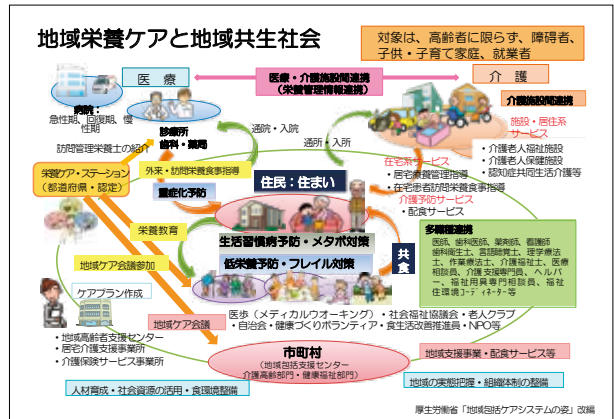 地域栄養ケアと地域共生社会
対象は、高齢者に限らず、障碍者、
子供・子育て家庭、就業者
医 療
医療・介護施設間連携
(栄養管理情報連携)
介 護
病院：
急性期、回復期、慢
性期
診療所
歯科・薬局
介護施設間連携
施設・居住系
サービス
・介護老人福祉施設
・介護老人保健施設
・認知症共同生活介護等
通院・入院
通所・入所
訪問管理栄養士の紹介
栄養ケア・ステーション
(都道府県・認定)
外来・訪問栄養食事指導
重症化予防
住民：住まい
在宅系サービス
・居宅療養管理指導
・在宅患者訪問栄養食事指導
介護予防サービス
・配食サービス
栄養教育
生活習慣病予防・メタボ対策
低栄養予防・フレイル対策
共食
多職種連携
医師、歯科医師、薬剤師、看護師
歯科衛生士、言語聴覚士、理学療法
士、作業療法士、介護福祉士、医療
相談員、介護支援専門員、ヘルパ
ー、福祉用具専門相談員、福祉
住環境コーディネーター等
地域ケア会議参加
ケアプラン作成
・地域高齢者支援センター
・居宅介護支援事業所
・介護保険サービス事業所
地域ケア会議
医歩（メディカルウオーキング）・社会福祉協議会・老人クラブ
・自治会・健康づくりボランティア・食生活改善推進員・NPO等
市町村
(地域包括支援センター
介護高齢部門・健康福祉部門)
地域支援事業・配食サービス等
人材育成・社会資源の活用・食環境整備
地域の実態把握・組織体制の整備
厚生労働省「地域包括ケアシステムの姿」改編